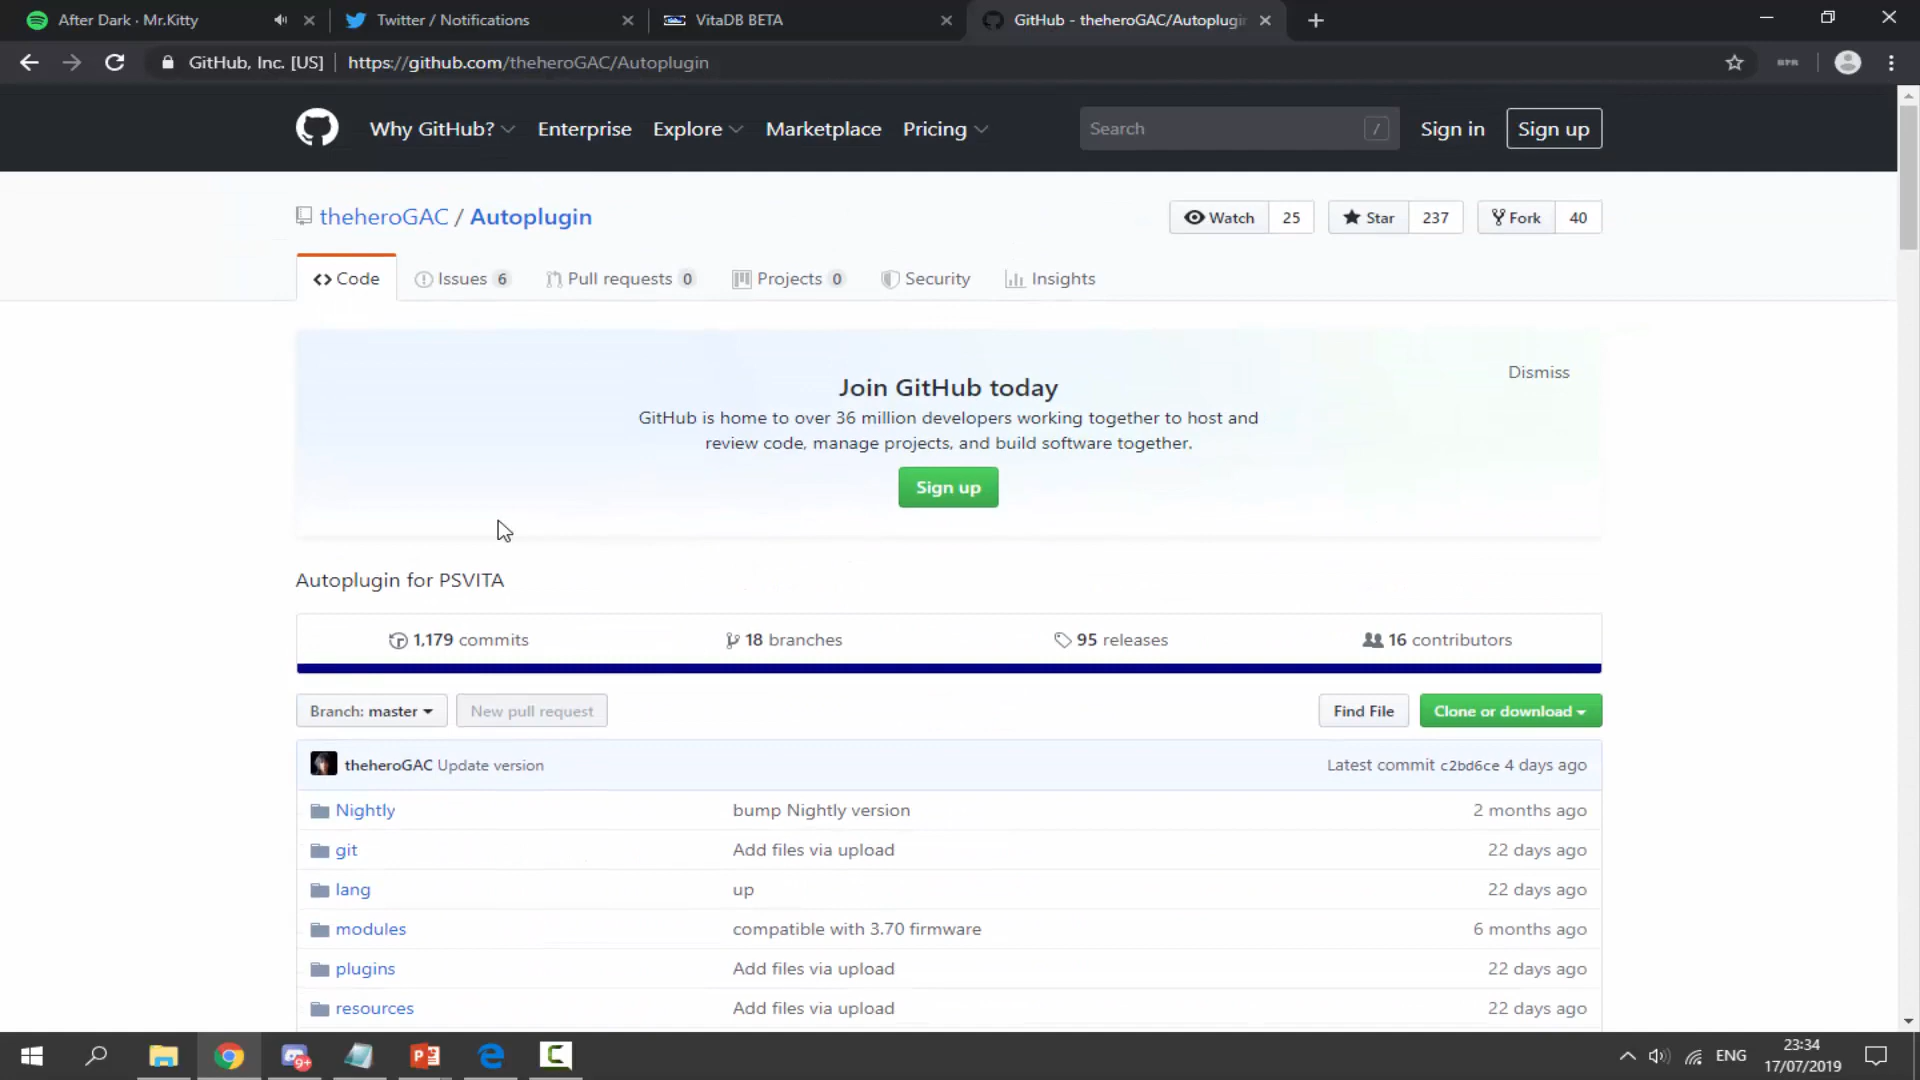 After Dark · Mr.Kitty
Twitter / Notifications
VitaDB BETA
GitHub - theheroGAC/Autoplugin
GitHub, Inc. [US]
https://github.com/theheroGAC/Autoplugin
Why GitHub?
Enterprise
Explore
Marketplace
Pricing
Search
/
Sign in
Sign up
theheroGAC / Autoplugin
Watch 25
Star 237
Fork 40
Code
Issues 6
Pull requests 0
Projects 0
Security
Insights
Join GitHub today
Dismiss
GitHub is home to over 36 million developers working together to host and
review code, manage projects, and build software together.
Sign up
Autoplugin for PSVITA
1,179 commits
18 branches
95 releases
16 contributors
Branch: master
New pull request
Find File
Clone or download
theheroGAC Update version
Latest commit c2bd6ce 4 days ago
Nightly bump Nightly version 2 months ago
git Add files via upload 22 days ago
lang up 22 days ago
modules compatible with 3.70 firmware 6 months ago
plugins Add files via upload 22 days ago
resources Add files via upload 22 days ago
9+
ENG
23:34
17/07/2019